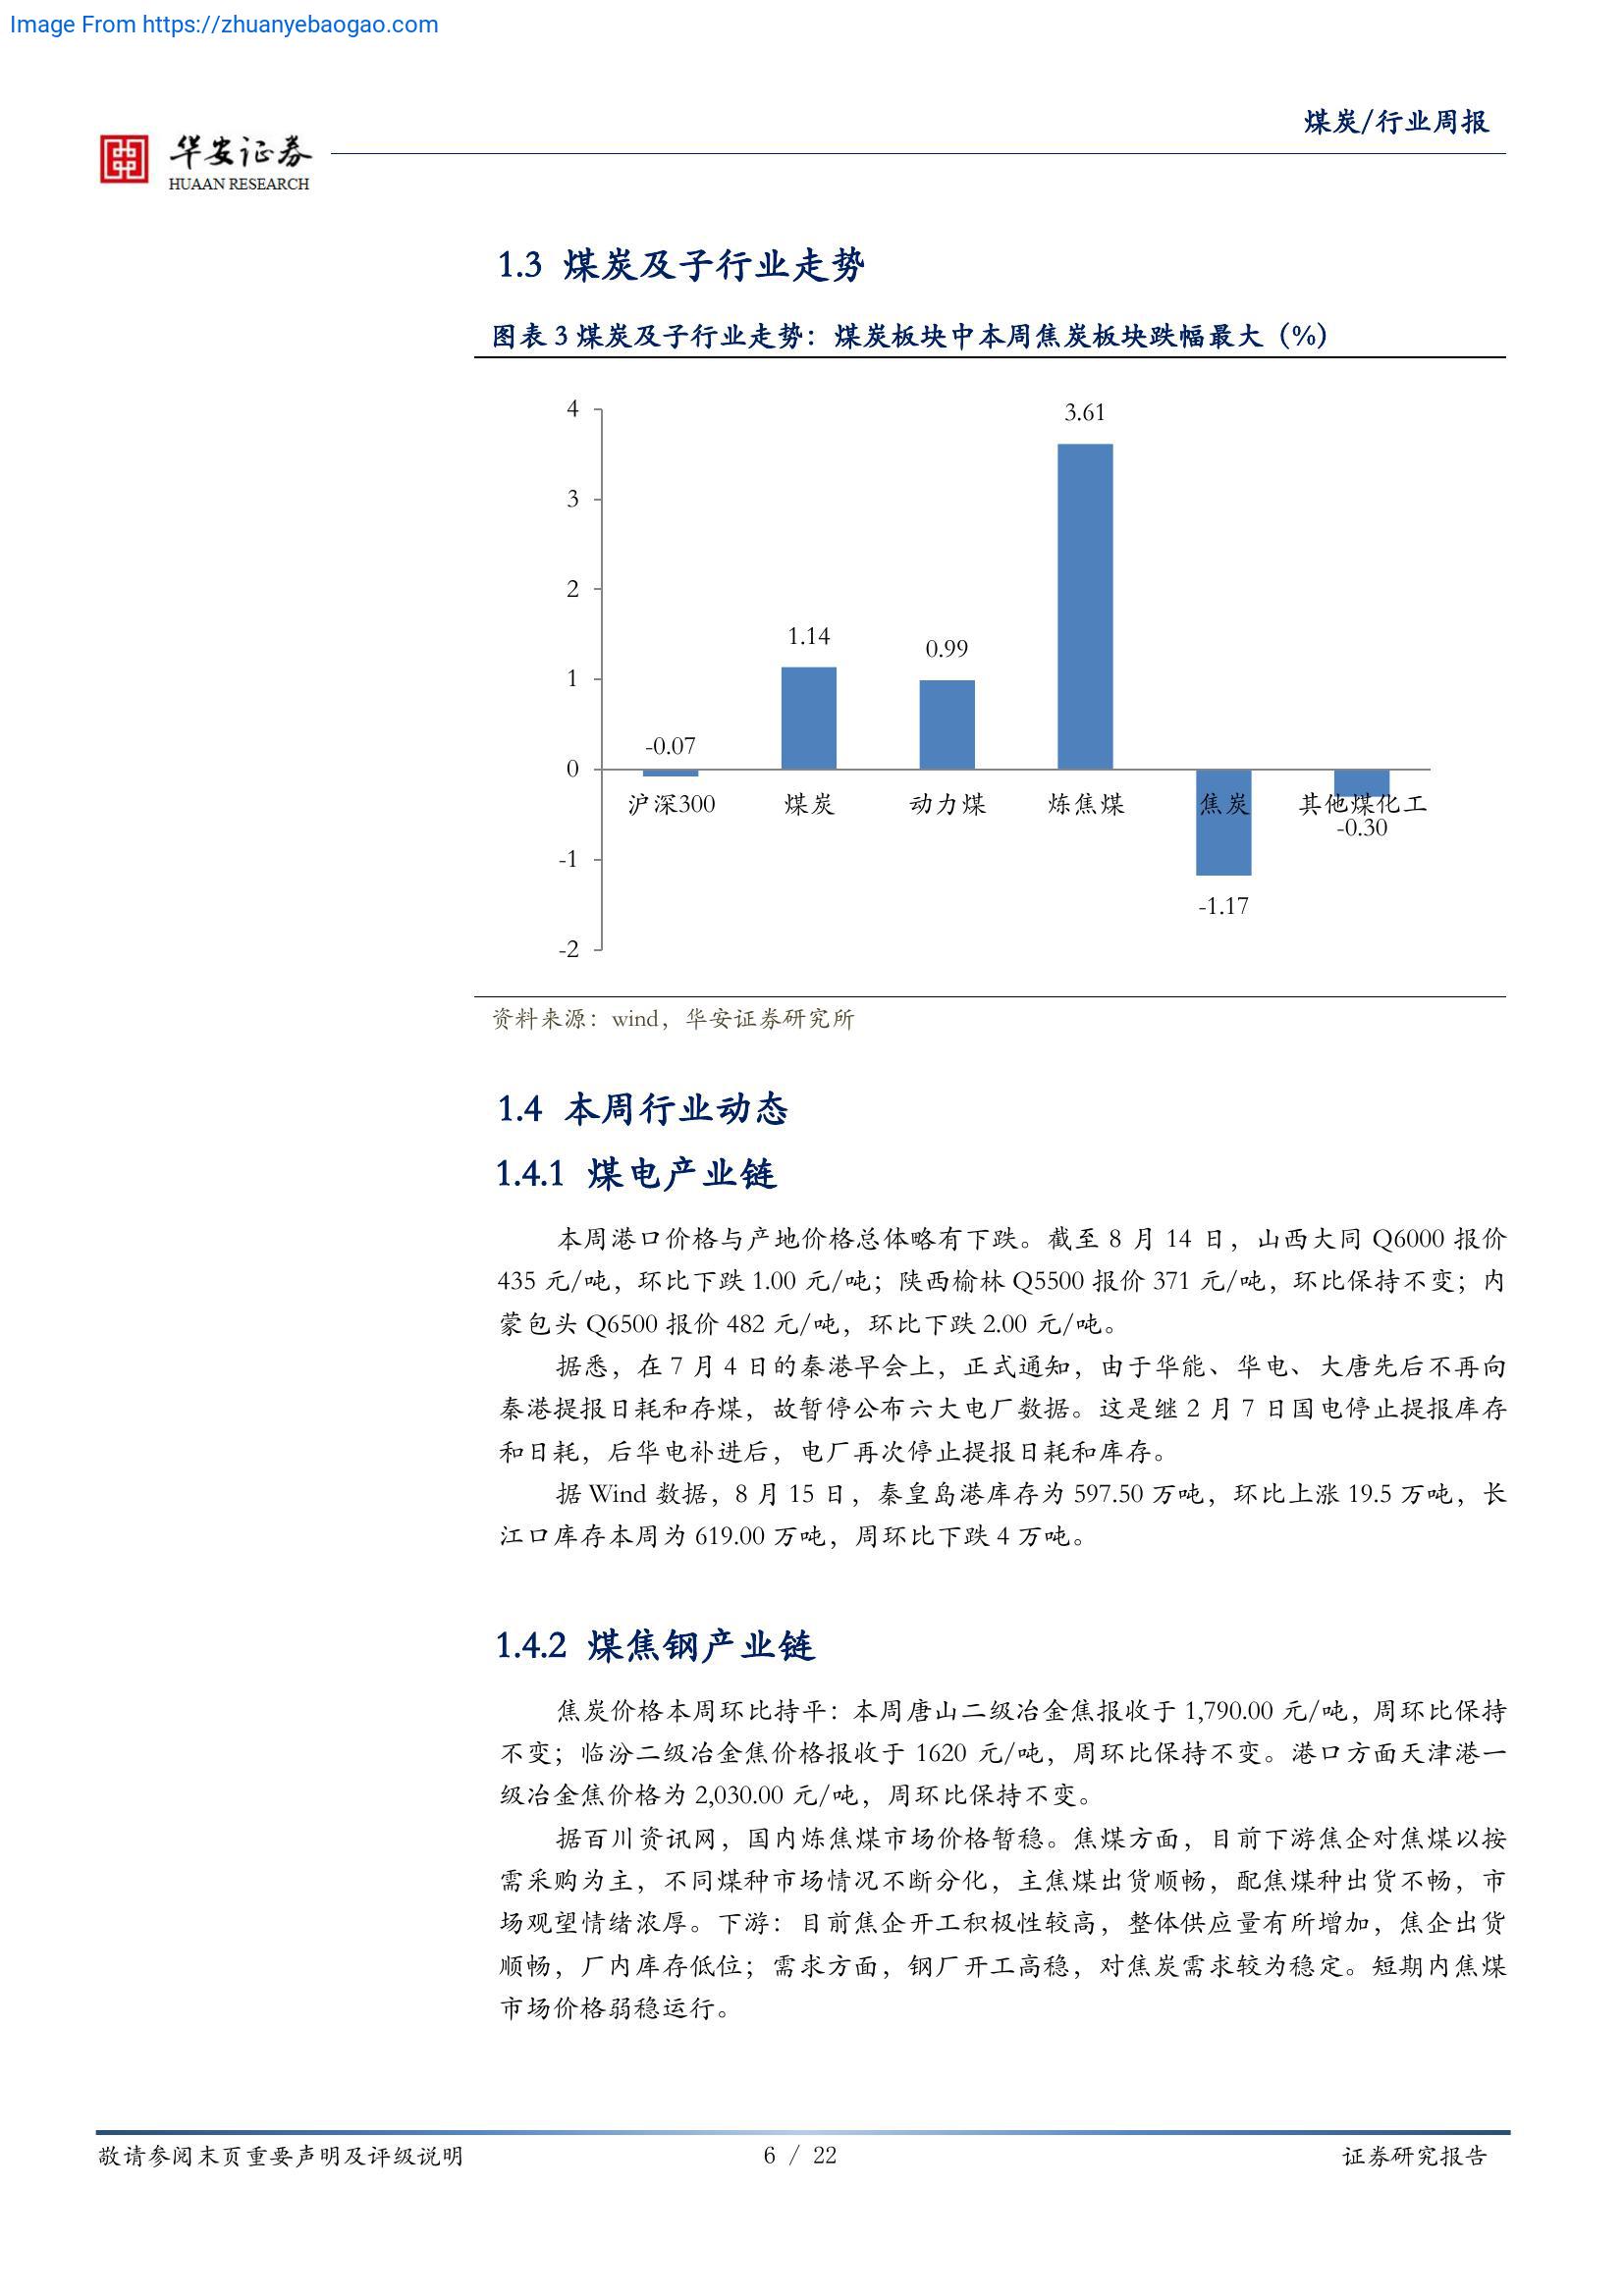 Image From https://zhuanyebaogao.com
煤炭/行业周报
华安证券
HUAAN RESEARCH
1.3 煤炭及子行业走势
图表 3 煤炭及子行业走势：煤炭板块中本周焦炭板块跌幅最大（%）
4
3
2
1
0
-1
-2
-0.07
1.14
0.99
3.61
-1.17
-0.30
沪深300
煤炭
动力煤
炼焦煤
焦炭
其他煤化工
资料来源：wind，华安证券研究所
1.4 本周行业动态
1.4.1 煤电产业链
本周港口价格与产地价格总体略有下跌。截至 8 月 14 日，山西大同 Q6000 报价
435 元/吨，环比下跌 1.00 元/吨；陕西榆林 Q5500 报价 371 元/吨，环比保持不变；内
蒙包头 Q6500 报价 482 元/吨，环比下跌 2.00 元/吨。
据悉，在 7 月 4 日的秦港早会上，正式通知，由于华能、华电、大唐先后不再向
秦港提报日耗和存煤，故暂停公布六大电厂数据。这是继 2 月 7 日国电停止提报库存
和日耗，后华电补进后，电厂再次停止提报日耗和库存。
据 Wind 数据，8 月 15 日，秦皇岛港库存为 597.50 万吨，环比上涨 19.5 万吨，长
江口库存本周为 619.00 万吨，周环比下跌 4 万吨。
1.4.2 煤焦钢产业链
焦炭价格本周环比持平：本周唐山二级冶金焦报收于 1,790.00 元/吨，周环比保持
不变；临汾二级冶金焦价格报收于 1620 元/吨，周环比保持不变。港口方面天津港一
级冶金焦价格为 2,030.00 元/吨，周环比保持不变。
据百川资讯网，国内炼焦煤市场价格暂稳。焦煤方面，目前下游焦企对焦煤以按
需采购为主，不同煤种市场情况不断分化，主焦煤出货顺畅，配焦煤种出货不畅，市
场观望情绪浓厚。下游：目前焦企开工积极性较高，整体供应量有所增加，焦企出货
顺畅，厂内库存低位；需求方面，钢厂开工高稳，对焦炭需求较为稳定。短期内焦煤
市场价格弱稳运行。
敬请参阅末页重要声明及评级说明
6 / 22
证券研究报告